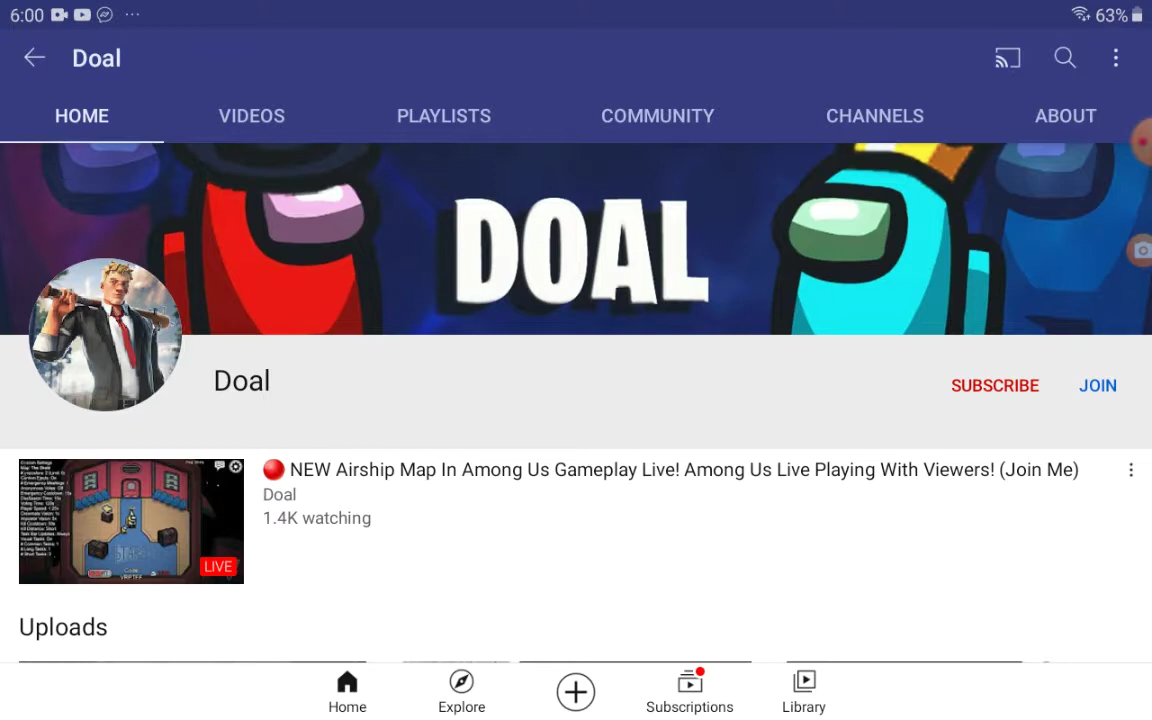 6:00
63%
Doal
HOME VIDEOS PLAYLISTS COMMUNITY CHANNELS ABOUT
DOAL
Doal
SUBSCRIBE JOIN
NEW Airship Map In Among Us Gameplay Live! Among Us Live Playing With Viewers! (Join Me)
Doal
1.4K watching
LIVE
Uploads
Home Explore Subscriptions Library